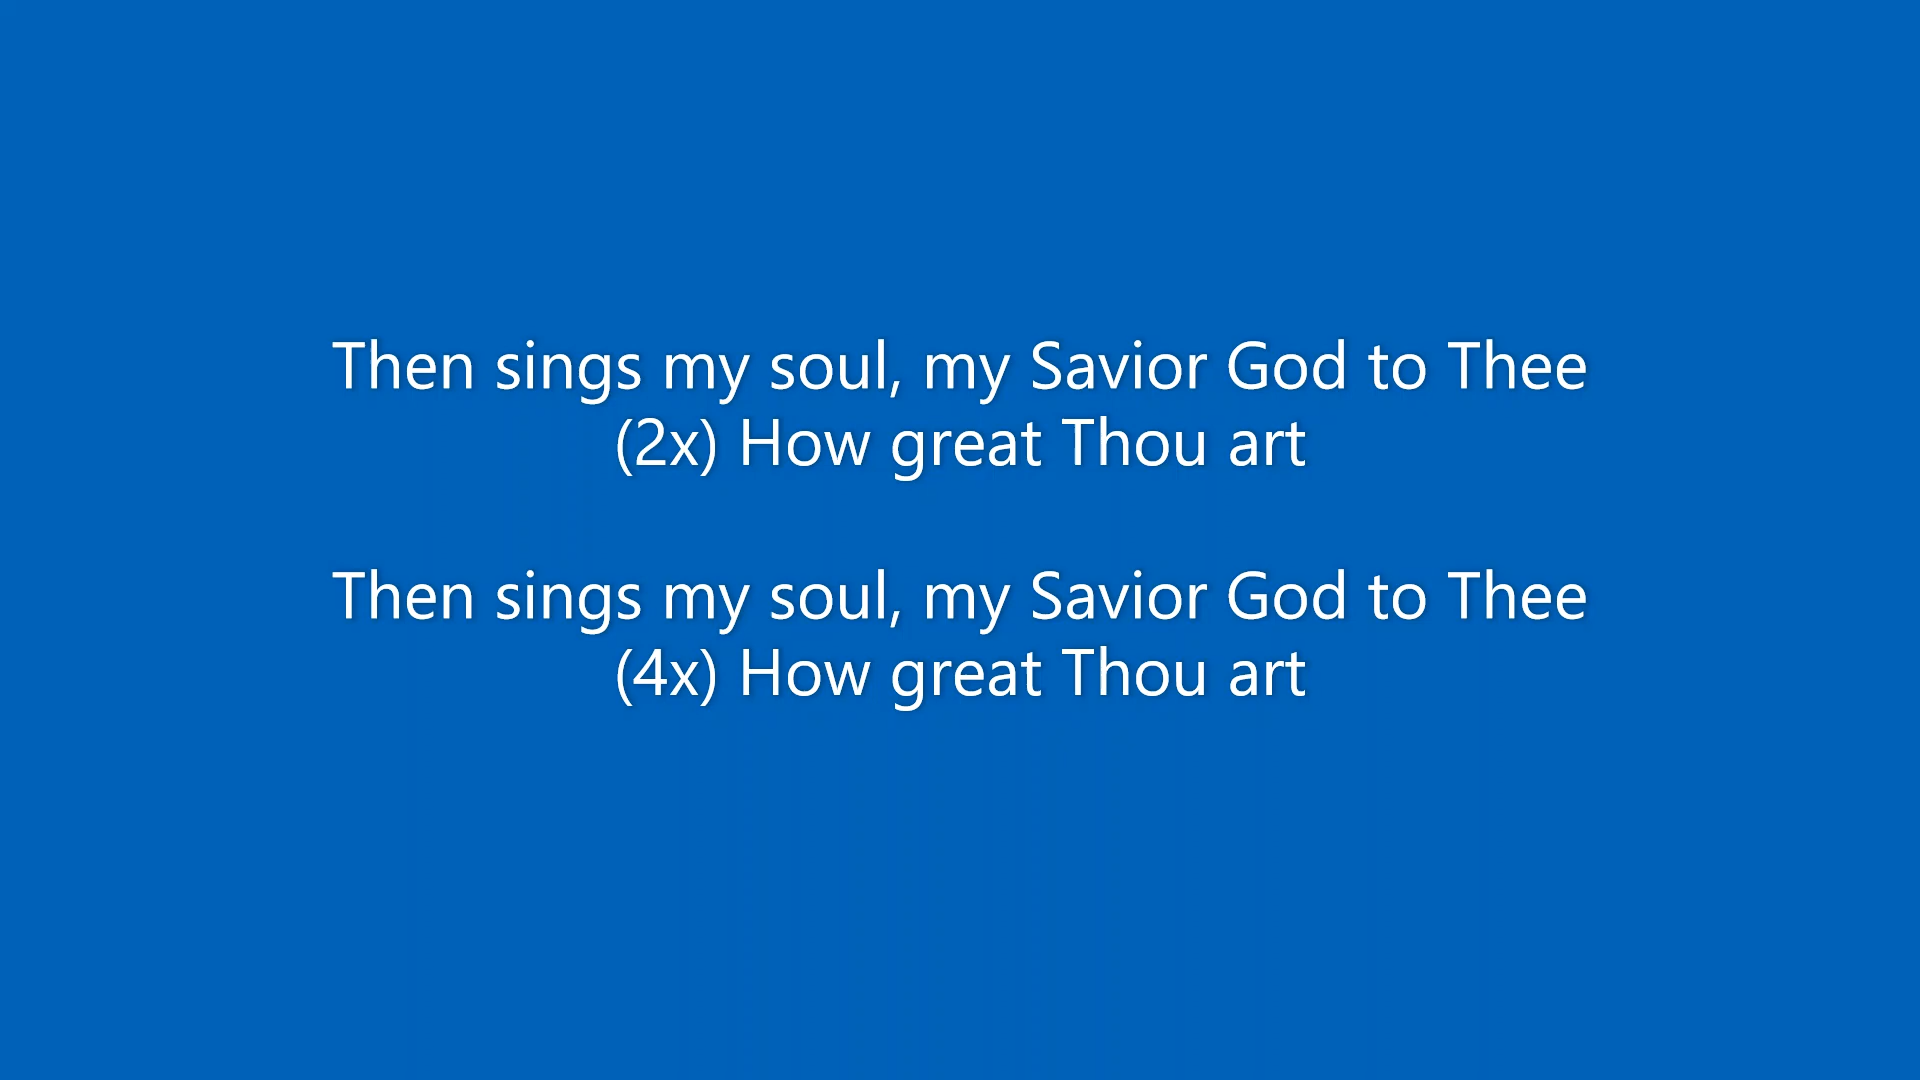 Then sings my soul, my Savior God to Thee
(2x) How great Thou art
Then sings my soul, my Savior God to Thee
(4x) How great Thou art